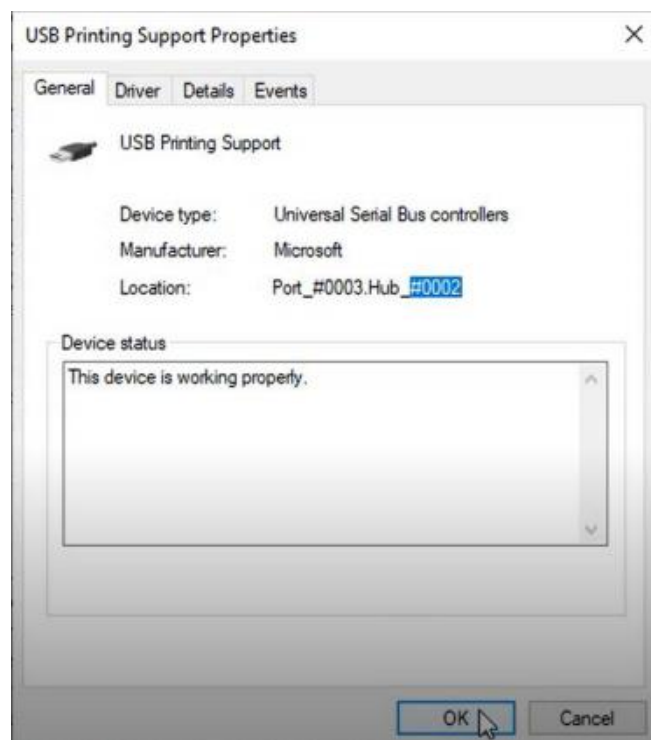 USB Printing Support Properties
General Driver Details Events
USB Printing Support
Device type: Universal Serial Bus controllers
Manufacturer: Microsoft
Location: Port_#0003.Hub_#0002
Device status
This device is working properly.
OK Cancel